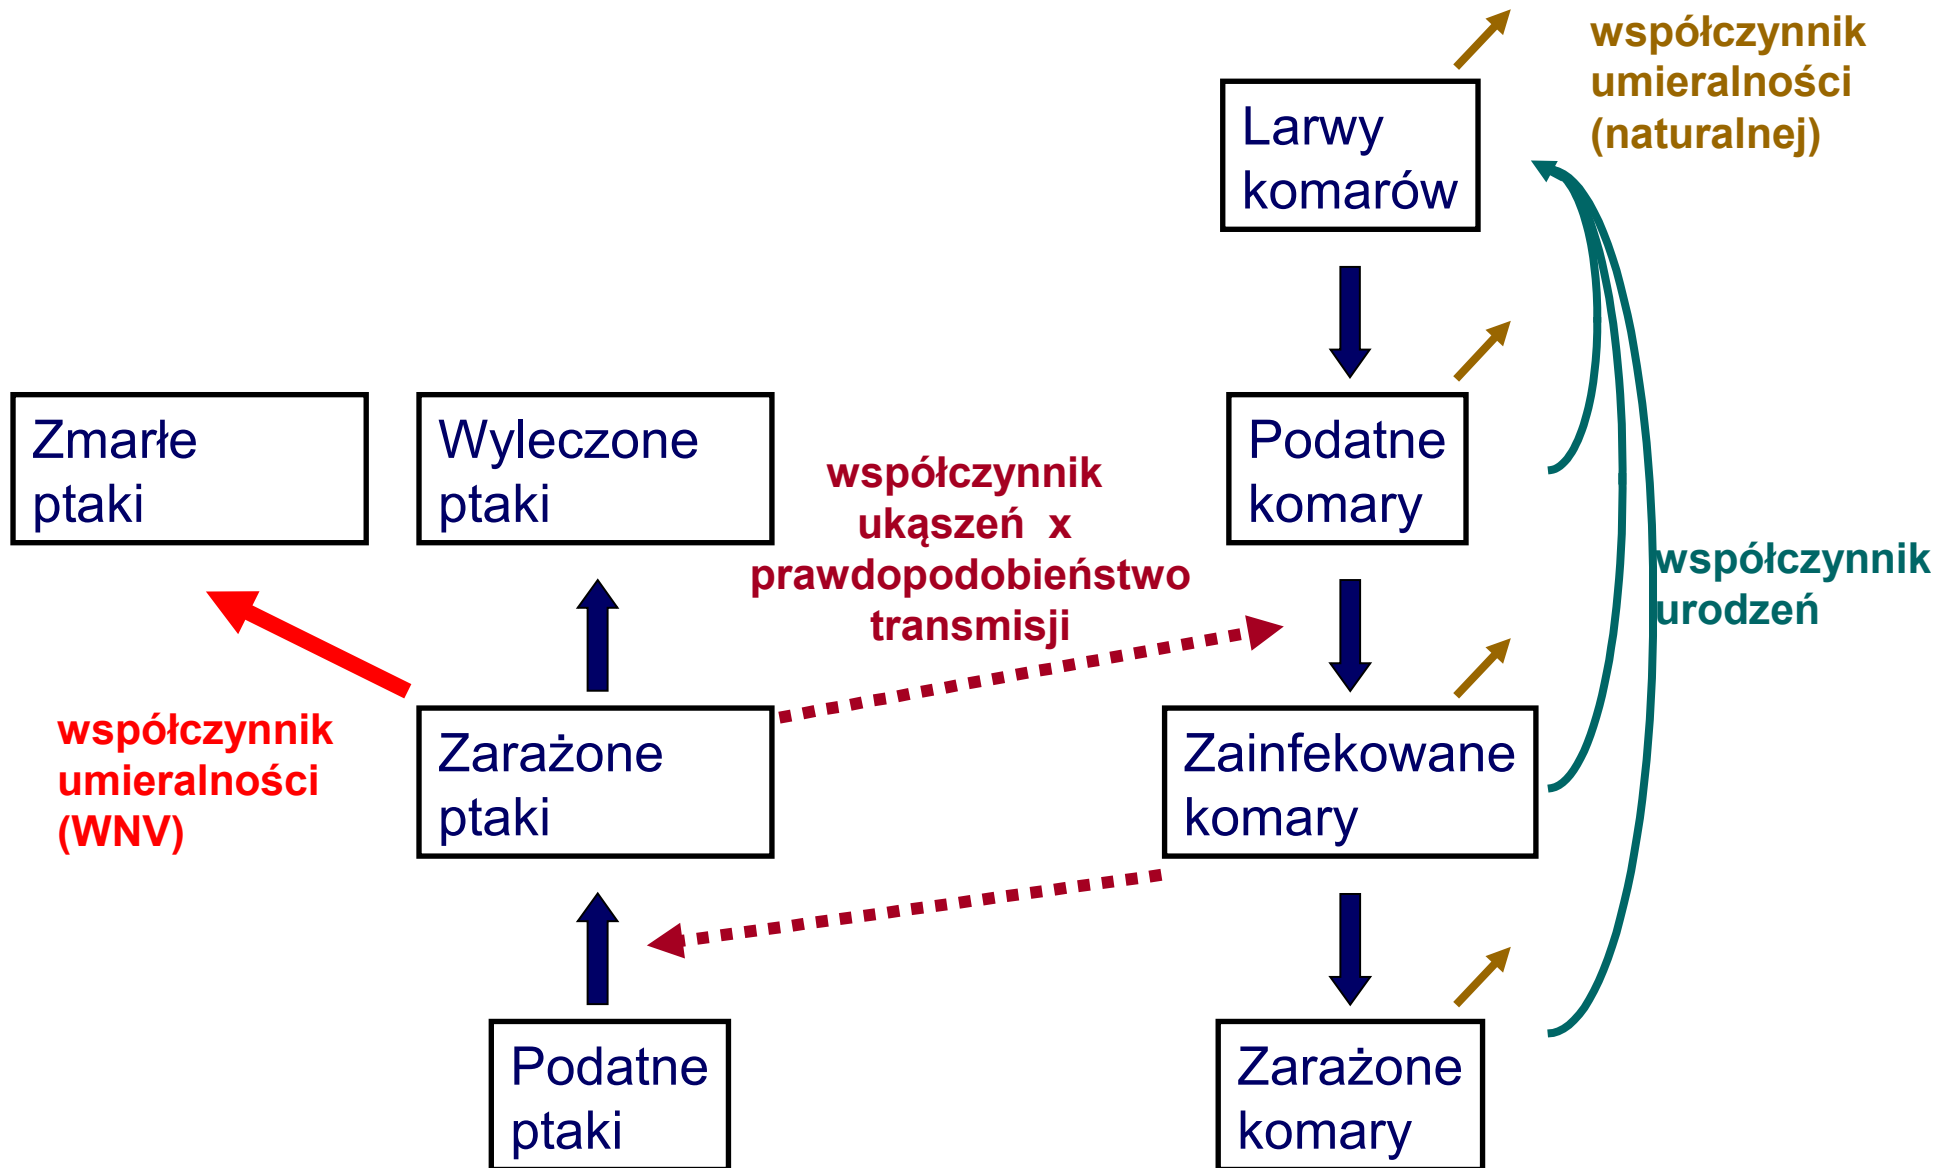 współczynnik
umieralności
(naturalnej)
Larwy
komarów
Zmarłe
ptaki
Wyleczone
ptaki
współczynnik
ukąszeń x
prawdopodobieństwo
transmisji
Podatne
komary
współczynnik
urodzeń
współczynnik
umieralności
(WNV)
Zarażone
ptaki
Zainfekowane
komary
Podatne
ptaki
Zarażone
komary